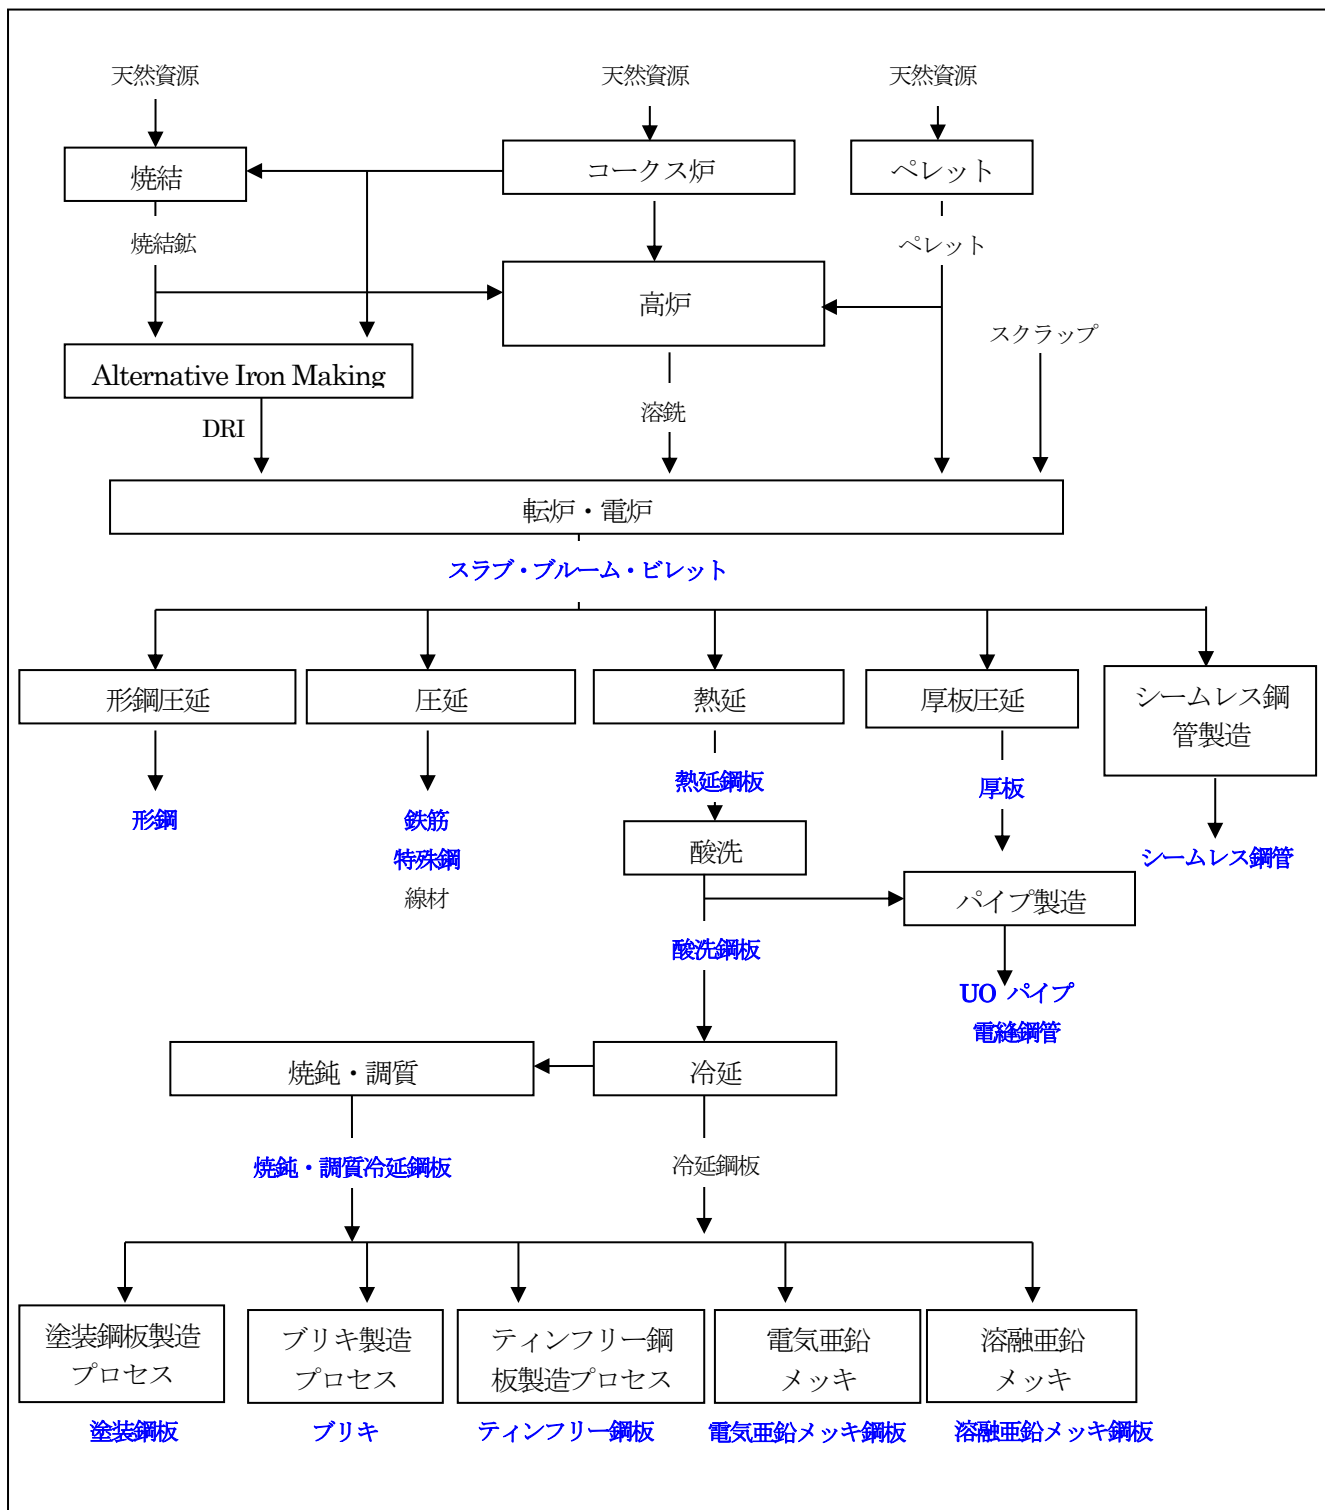 天然資源
天然資源
天然資源
焼結
コークス炉
ペレット
焼結鉱
ペレット
高炉
スクラップ
Alternative Iron Making
溶銑
DRI
転炉・電炉
スラブ・ブルーム・ビレット
形鋼圧延
圧延
熱延
厚板圧延
シームレス鋼
管製造
熱延鋼板
厚板
形鋼
鉄筋
特殊鋼
線材
酸洗
シームレス鋼管
パイプ製造
酸洗鋼板
UO パイプ
電縫鋼管
焼鈍・調質
冷延
焼鈍・調質冷延鋼板
冷延鋼板
塗装鋼板製造
プロセス
ブリキ製造
プロセス
ティンフリー鋼
板製造プロセス
電気亜鉛
メッキ
溶融亜鉛
メッキ
塗装鋼板
ブリキ
ティンフリー鋼板
電気亜鉛メッキ鋼板
溶融亜鉛メッキ鋼板